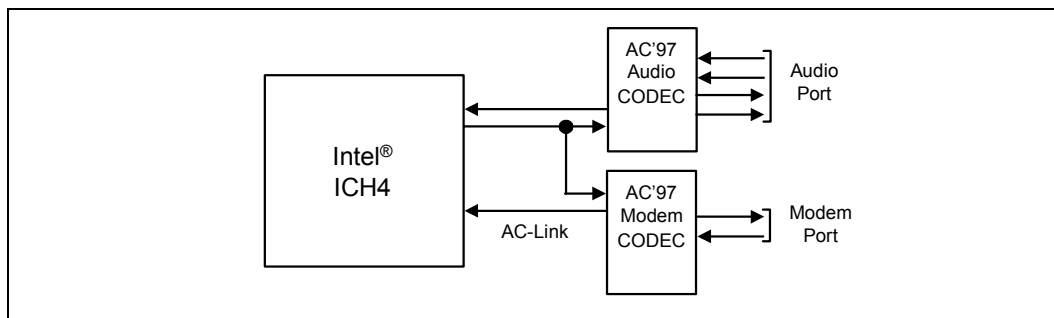 Intel®
ICH4
AC'97
Audio
CODEC
Audio
Port
AC'97
Modem
CODEC
AC-Link
Modem
Port